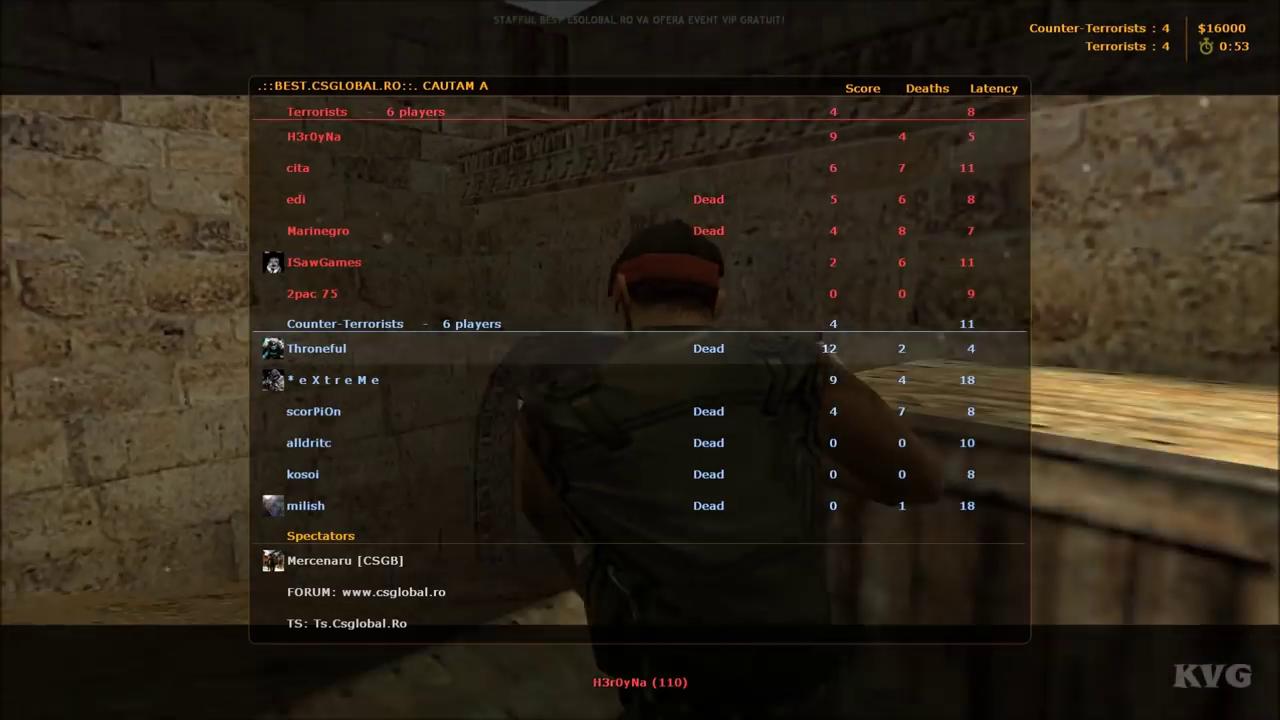 STAFFUL BEST CSGLOBAL RO VA OFERA EVENT VIP GRATUIT!
Counter-Terrorists : 4 $16000
Terrorists : 4 0:53
.::BEST.CSGLOBAL.RO::. CAUTAM A Score Deaths Latency
Terrorists - 6 players 4 8
H3r0yNa 9 4 5
cita 6 7 11
edi Dead 5 6 8
Marinegro Dead 4 8 7
ISawGames 2 6 11
2pac 75 0 0 9
Counter-Terrorists - 6 players 4 11
Throneful Dead 12 2 4
* e X t r e M e 9 4 18
scorPiOn Dead 4 7 8
alldritc Dead 0 0 10
kosoi Dead 0 0 8
milish Dead 0 1 18
Spectators
Mercenaru [CSGB]
FORUM: www.csglobal.ro
TS: Ts.Csglobal.Ro
H3r0yNa (110)
KVG